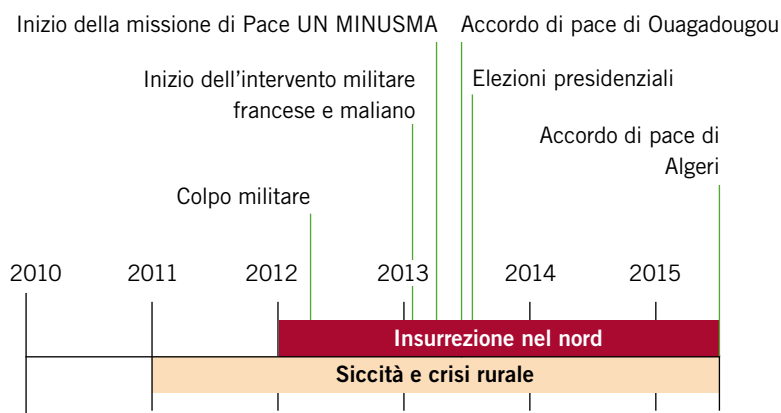 Inizio della missione di Pace UN MINUSMA
Accordo di pace di Ouagadougou
Inizio dell’intervento militare
francese e maliano
Elezioni presidenziali
Accordo di pace di
Algeri
Colpo militare
2010 2011 2012 2013 2014 2015
Insurrezione nel nord
Siccità e crisi rurale